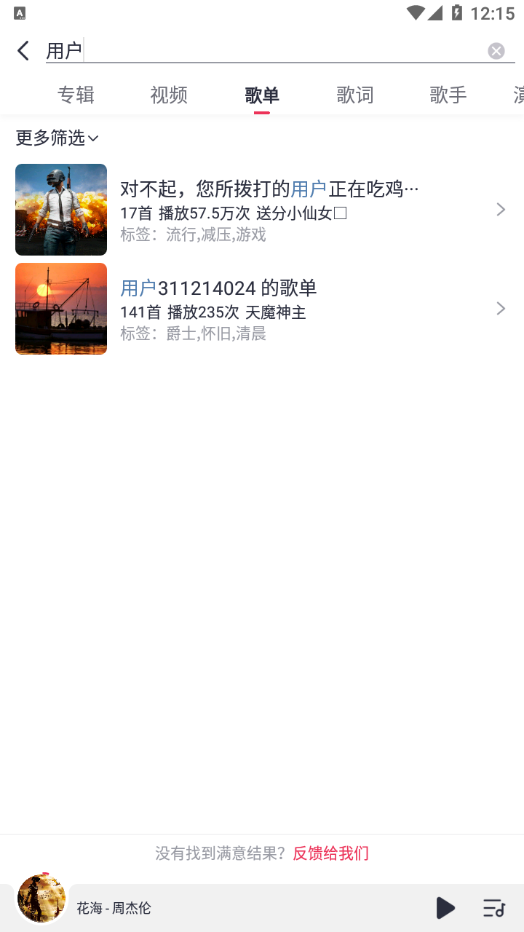 12:15
用户
专辑 视频 歌单 歌词 歌手
更多筛选
对不起，您所拨打的用户正在吃鸡…
17首 播放57.5万次 送分小仙女□
标签：流行,减压,游戏
用户311214024 的歌单
141首 播放235次 天魔神主
标签：爵士,怀旧,清晨
没有找到满意结果？反馈给我们
花海 - 周杰伦